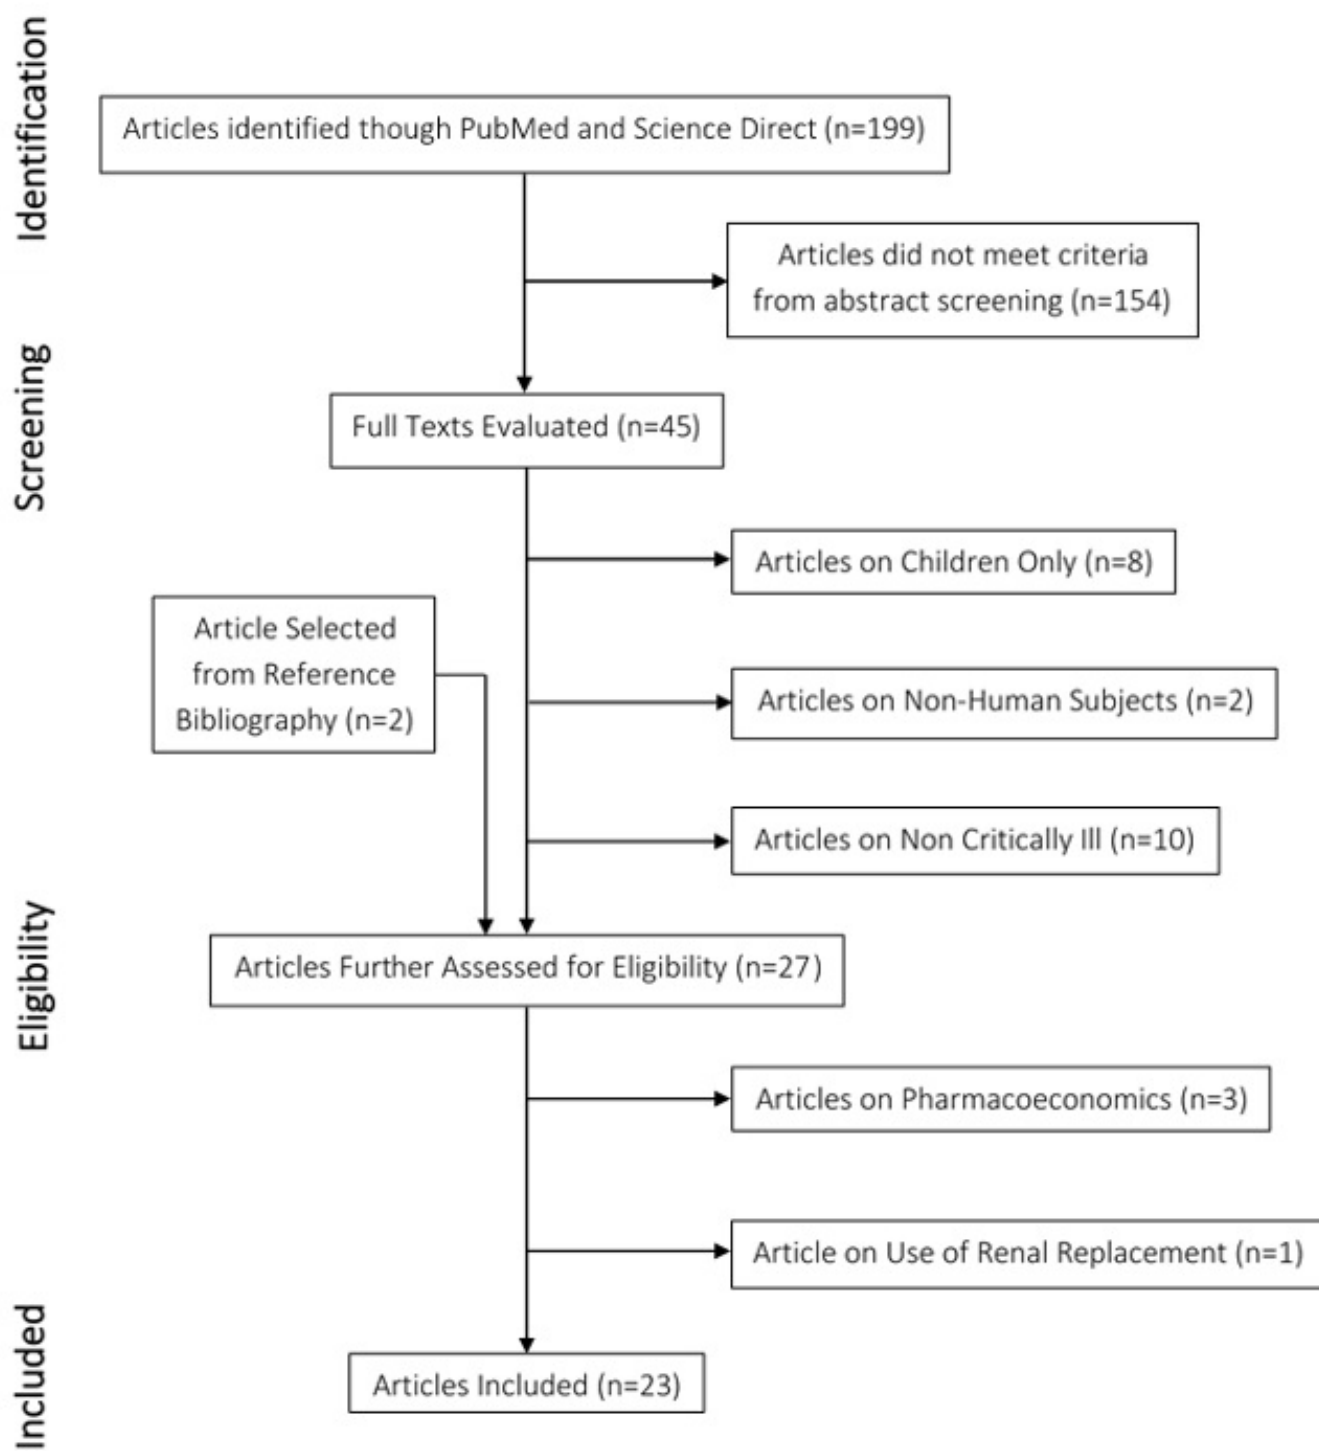 Identification
Articles identified though PubMed and Science Direct (n=199)
Articles did not meet criteria
from abstract screening (n=154)
Screening
Full Texts Evaluated (n=45)
Articles on Children Only (n=8)
Article Selected
from Reference
Bibliography (n=2)
Articles on Non-Human Subjects (n=2)
Articles on Non Critically Ill (n=10)
Eligibility
Articles Further Assessed for Eligibility (n=27)
Articles on Pharmacoeconomics (n=3)
Article on Use of Renal Replacement (n=1)
Included
Articles Included (n=23)